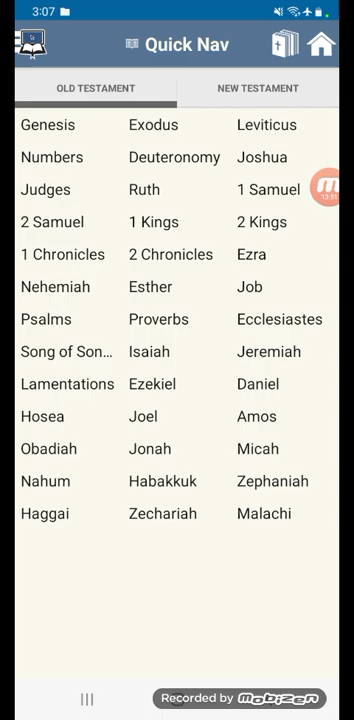 3:07
Quick Nav
OLD TESTAMENT NEW TESTAMENT
Genesis Exodus Leviticus
Numbers Deuteronomy Joshua
Judges Ruth 1 Samuel
2 Samuel 1 Kings 2 Kings
1 Chronicles 2 Chronicles Ezra
Nehemiah Esther Job
Psalms Proverbs Ecclesiastes
Song of Son... Isaiah Jeremiah
Lamentations Ezekiel Daniel
Hosea Joel Amos
Obadiah Jonah Micah
Nahum Habakkuk Zephaniah
Haggai Zechariah Malachi
13:51
Recorded by Mobizen